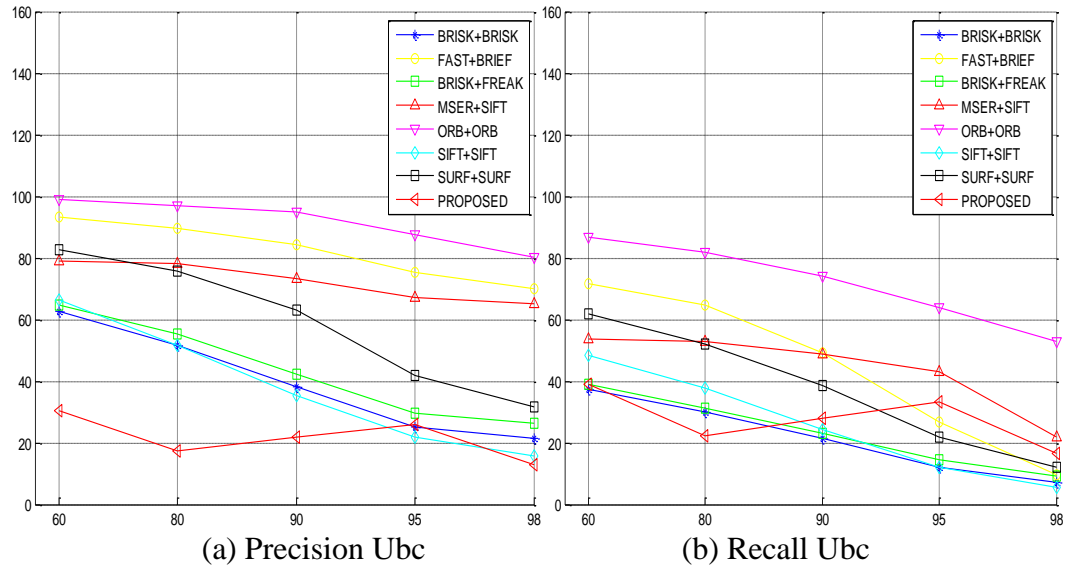 160
140
120
100
80
60
40
20
0
60 80 90 95 98
BRISK+BRISK
FAST+BRIEF
BRISK+FREAK
MSER+SIFT
ORB+ORB
SIFT+SIFT
SURF+SURF
PROPOSED
(a) Precision Ubc
160
140
120
100
80
60
40
20
0
60 80 90 95 98
BRISK+BRISK
FAST+BRIEF
BRISK+FREAK
MSER+SIFT
ORB+ORB
SIFT+SIFT
SURF+SURF
PROPOSED
(b) Recall Ubc